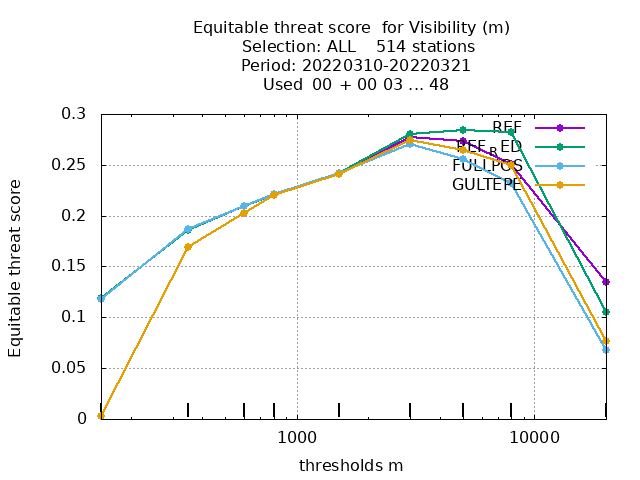 Equitable threat score  for Visibility (m)
Selection: ALL    514 stations
Period: 20220310-20220321
Used  00 + 00 03 ... 48
0.3
0.25
0.2
0.15
0.1
0.05
0
Equitable threat score
REF
REF_RED
FULLPOS
GULTEPE
1000
10000
thresholds m